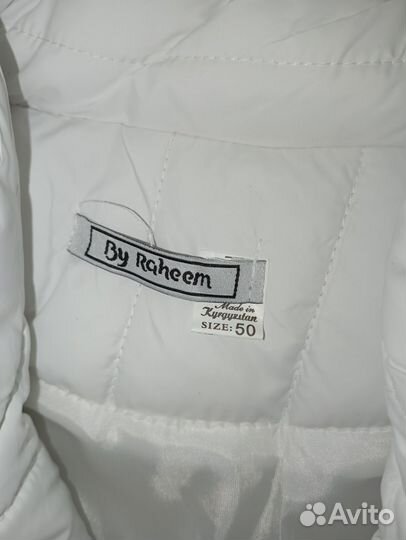 By Raheem
Made in
Kyrgyzstan
SIZE: 50
Avito